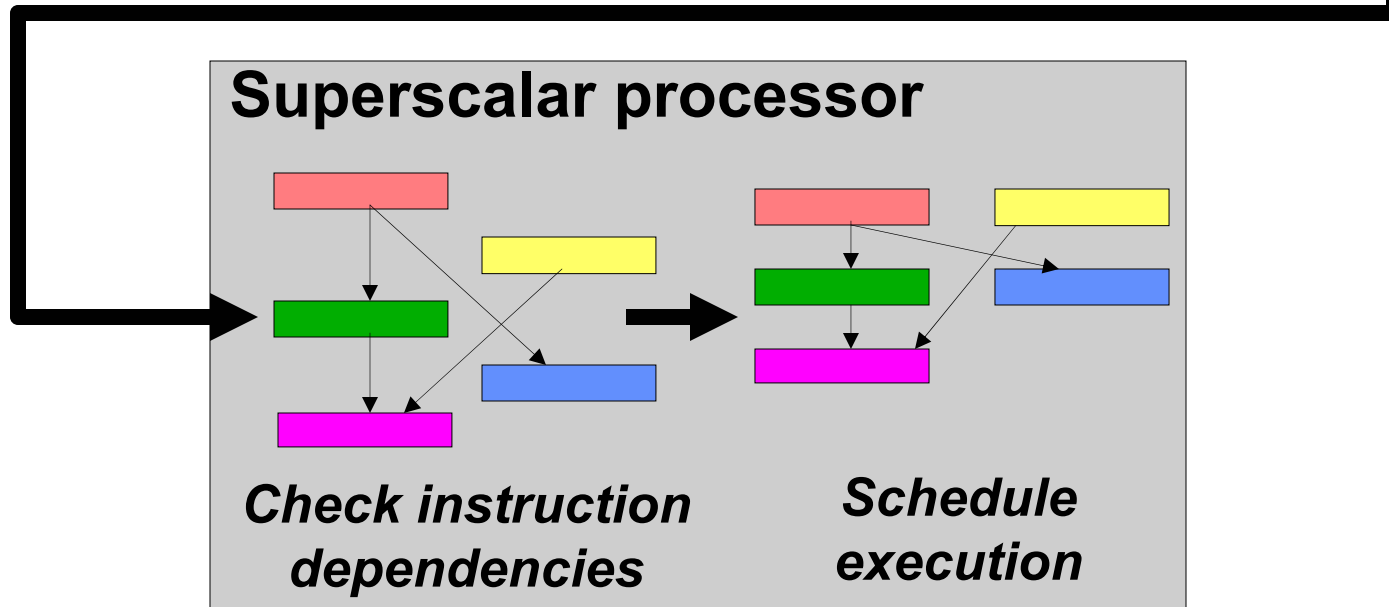 Superscalar processor
Check instruction
dependencies
Schedule
execution